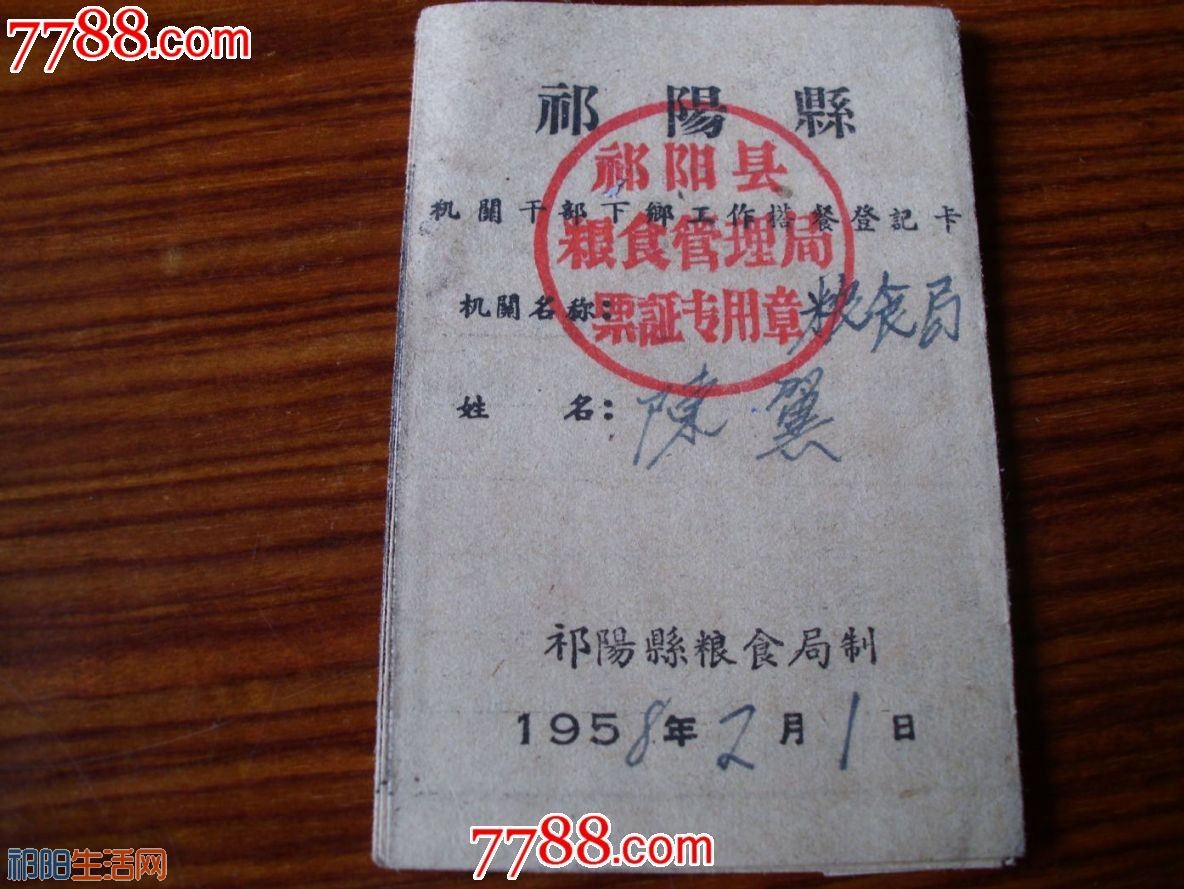 7788.com
祁陽縣
祁阳县
机關干部下鄉工作搭餐登記卡
粮食管理局
机關名称：粮食局
票証专用章
姓名：陳翼
祁陽縣粮食局制
1958年2月1日
7788.com
祁阳生活网